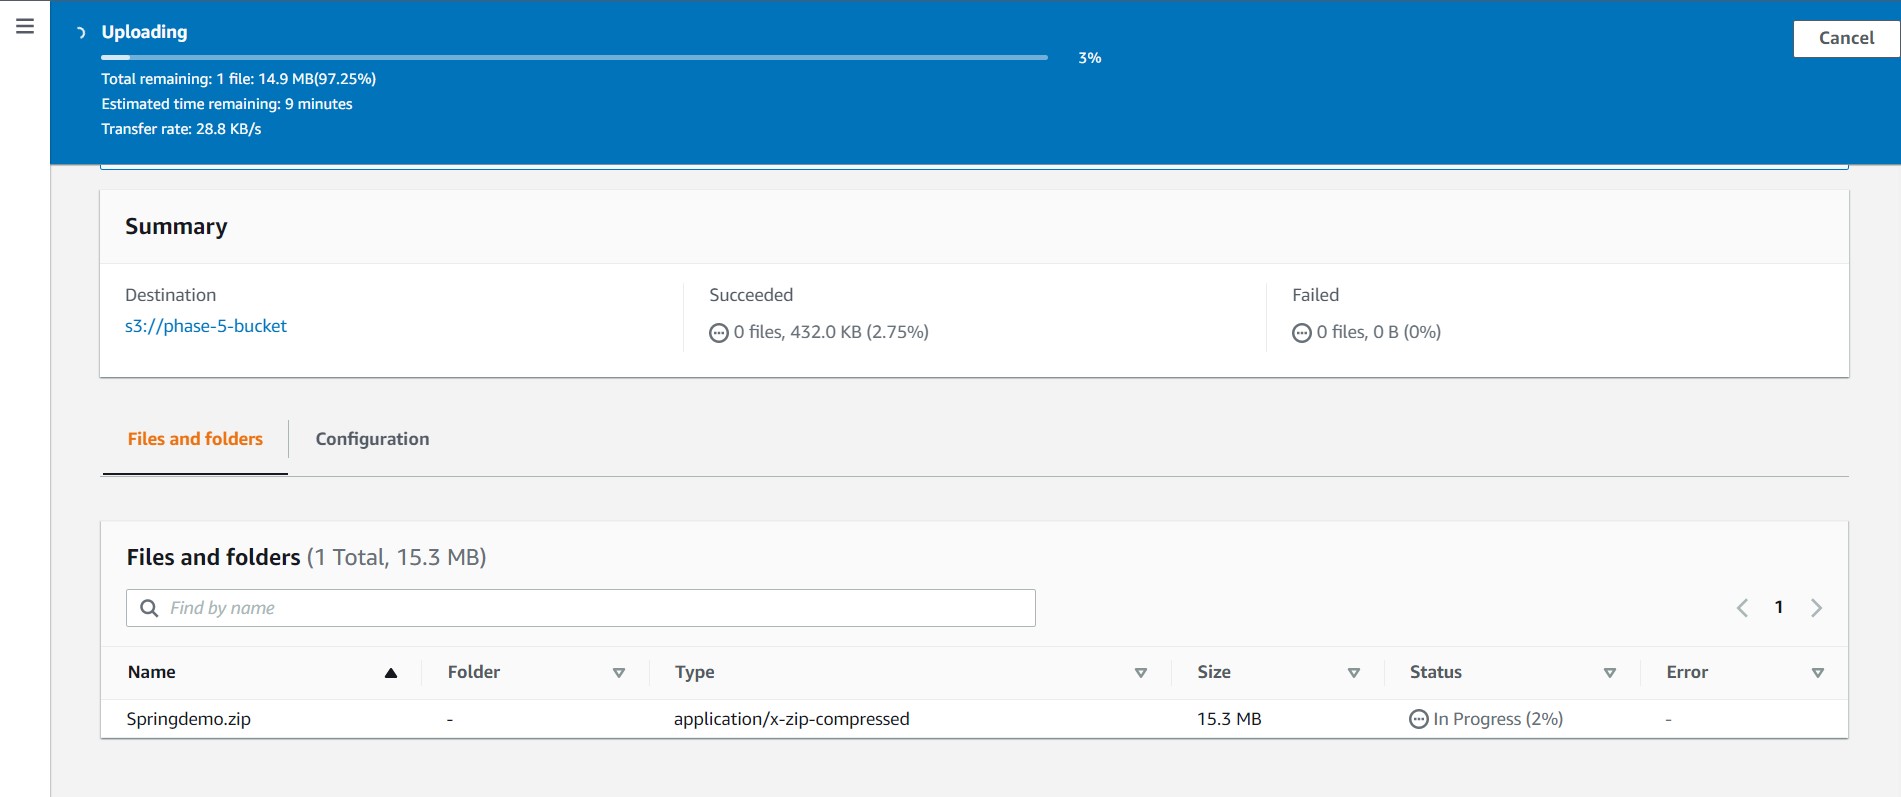 Uploading
Cancel
3%
Total remaining: 1 file: 14.9 MB(97.25%)
Estimated time remaining: 9 minutes
Transfer rate: 28.8 KB/s
Summary
Destination
s3://phase-5-bucket
Succeeded
0 files, 432.0 KB (2.75%)
Failed
0 files, 0 B (0%)
Files and folders
Configuration
Files and folders (1 Total, 15.3 MB)
Find by name
1
Name Folder Type Size Status Error
Springdemo.zip - application/x-zip-compressed 15.3 MB In Progress (2%) -